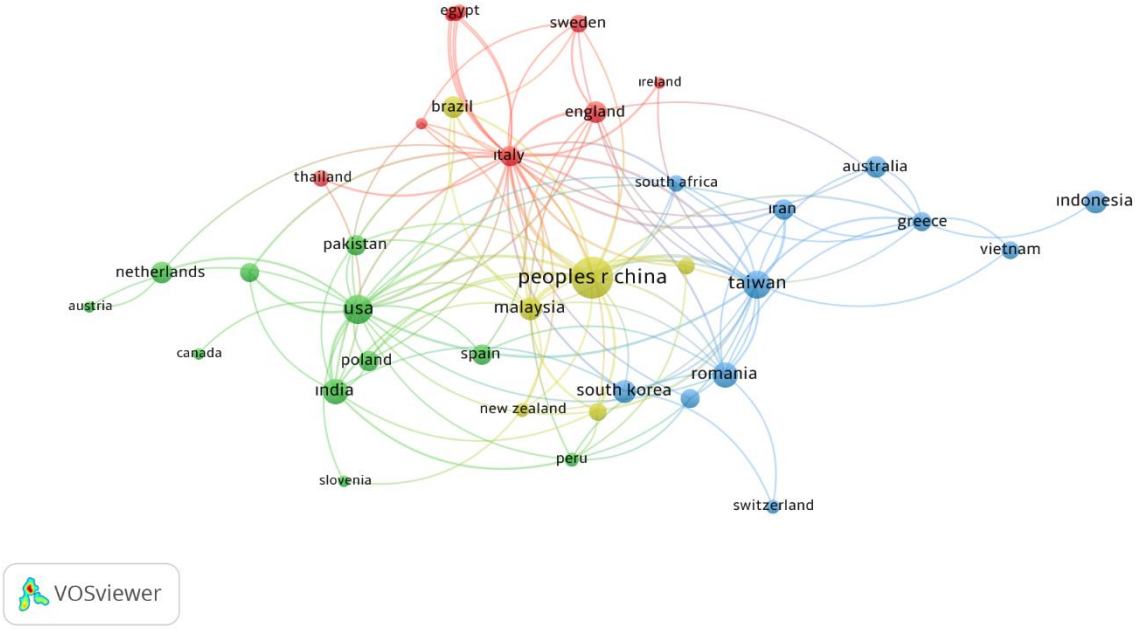 egypt
sweden
ireland
brazil
england
italy
thailand
south africa
australia
indonesia
iran
greece
pakistan
vietnam
netherlands
peoples r china
taiwan
austria
usa
malaysia
canada
poland
spain
romania
india
south korea
new zealand
peru
slovenia
switzerland
VOSviewer